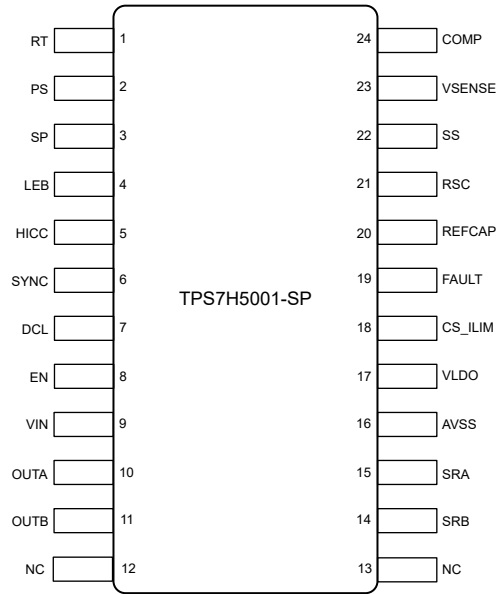 RT 1 24 COMP
PS 2 23 VSENSE
SP 3 22 SS
LEB 4 21 RSC
HICC 5 20 REFCAP
SYNC 6 19 FAULT
TPS7H5001-SP
DCL 7 18 CS_ILIM
EN 8 17 VLDO
VIN 9 16 AVSS
OUTA 10 15 SRA
OUTB 11 14 SRB
NC 12 13 NC